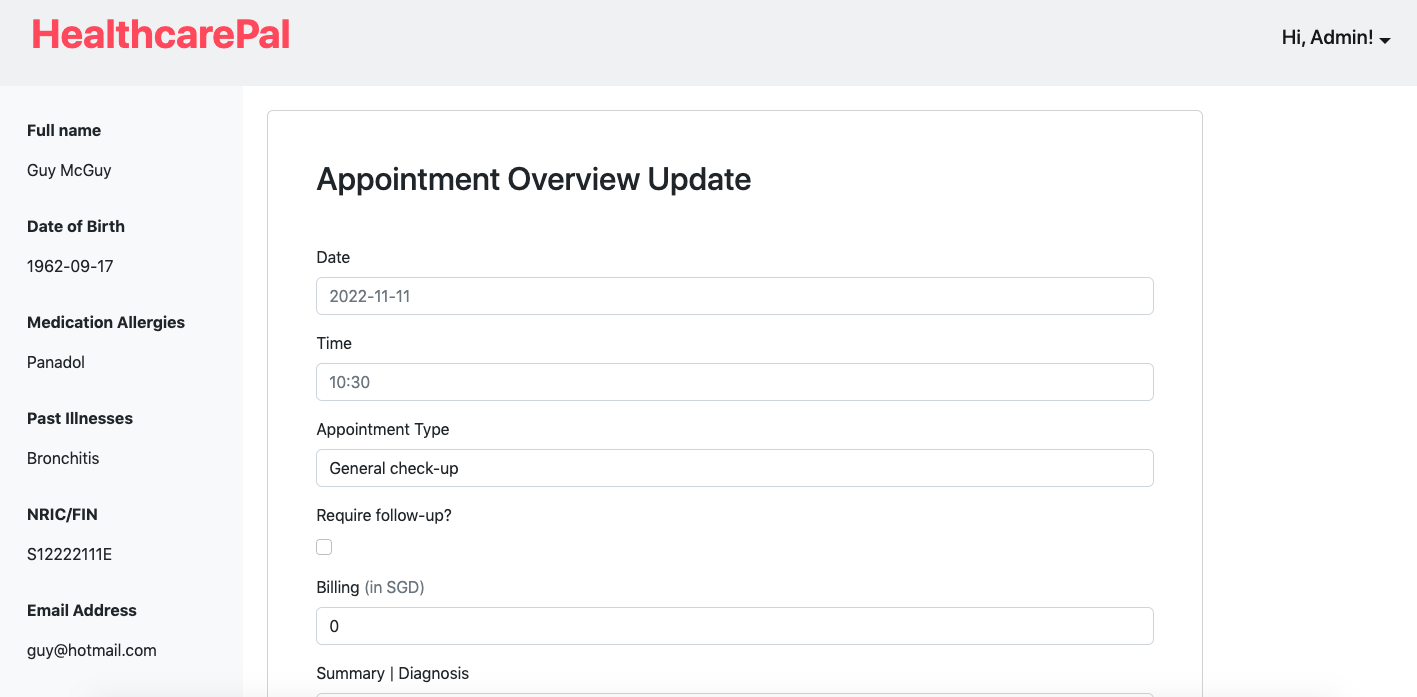 HealthcarePal
Hi, Admin!
Full name
Guy McGuy
Date of Birth
1962-09-17
Medication Allergies
Panadol
Past Illnesses
Bronchitis
NRIC/FIN
S12222111E
Email Address
guy@hotmail.com
Appointment Overview Update
Date
2022-11-11
Time
10:30
Appointment Type
General check-up
Require follow-up?
Billing (in SGD)
0
Summary | Diagnosis